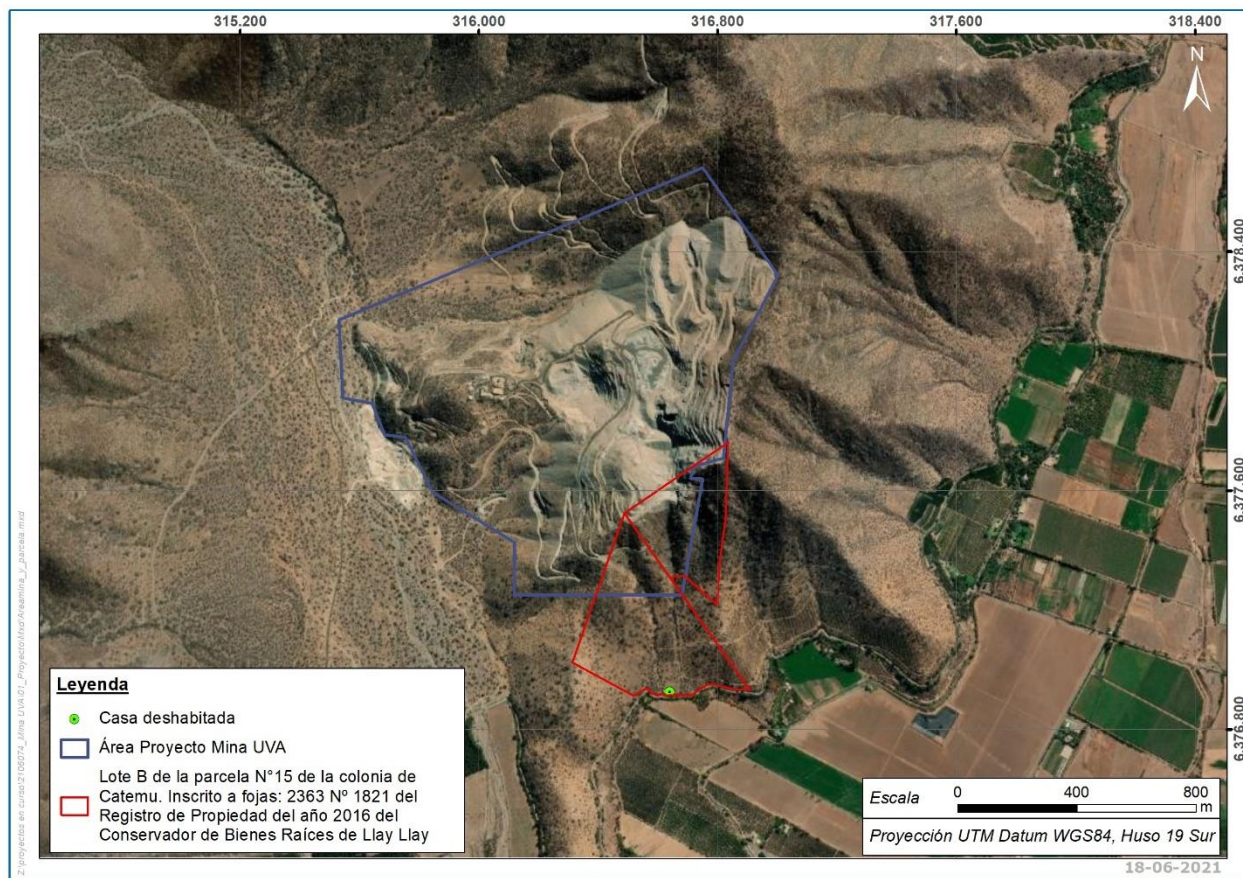 315.200 316.000 316.800 317.600 318.400
N
6.378.400
6.377.600
6.376.800
Leyenda
Casa deshabitada
Área Proyecto Mina UVA
Lote B de la parcela N°15 de la colonia de
Catemu. Inscrito a fojas: 2363 Nº 1821 del
Registro de Propiedad del año 2016 del
Conservador de Bienes Raíces de Llay Llay
Escala 0 400 800
m
Proyección UTM Datum WGS84, Huso 19 Sur
18-06-2021